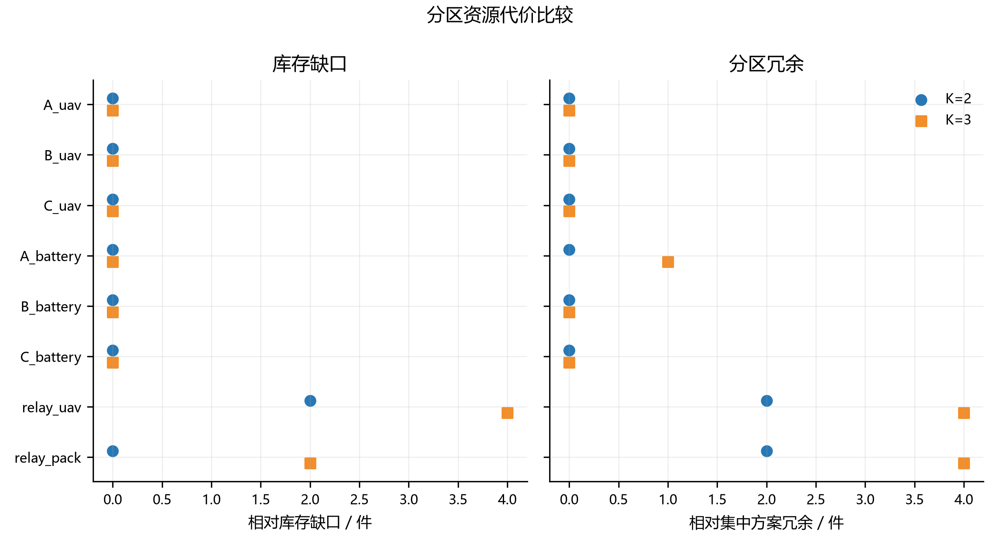 分区资源代价比较
库存缺口
A_uav
B_uav
C_uav
A_battery
B_battery
C_battery
relay_uav
relay_pack
0.0 0.5 1.0 1.5 2.0 2.5 3.0 3.5 4.0
相对库存缺口 / 件
分区冗余
K=2
K=3
0.0 0.5 1.0 1.5 2.0 2.5 3.0 3.5 4.0
相对集中方案冗余 / 件